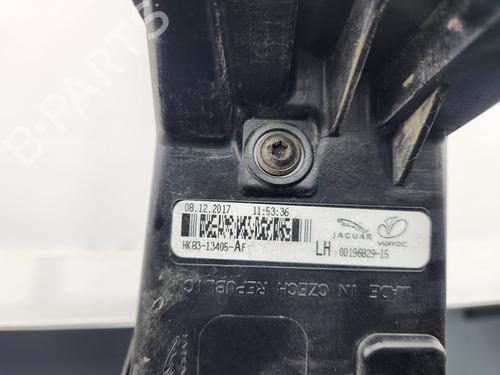 B-PARTS
08.12.2017 11:53:36
HK83-13405-AF
JAGUAR
varroc
LH 00196829-15
MADE IN CZECH REPUBLIC